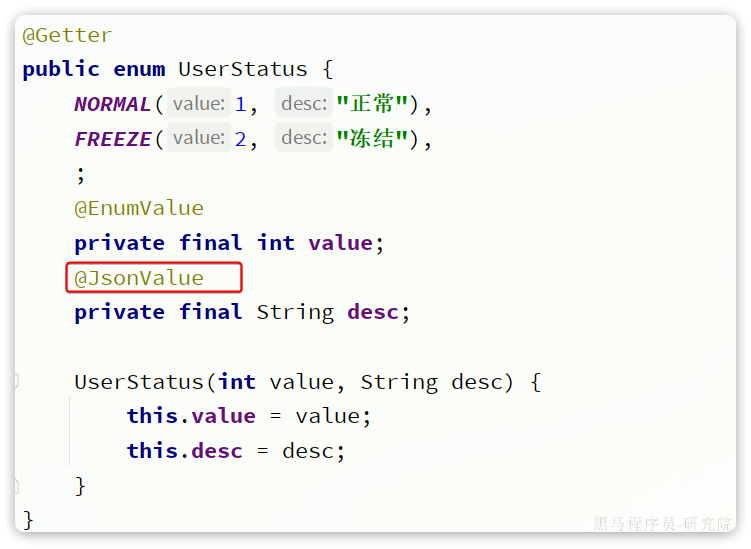 @Getter
public enum UserStatus {
    NORMAL( value: 1, desc: "正常"),
    FREEZE( value: 2, desc: "冻结"),
    ;
    @EnumValue
    private final int value;
    @JsonValue
    private final String desc;

    UserStatus(int value, String desc) {
        this.value = value;
        this.desc = desc;
    }
}
黑马程序员-研究院